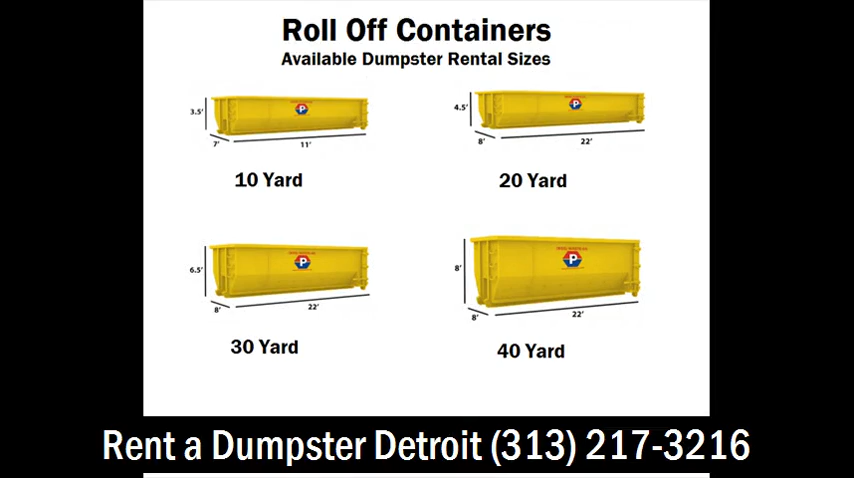 Roll Off Containers
Available Dumpster Rental Sizes
3.5'
7'
11'
10 Yard
4.5'
8'
22'
20 Yard
6.5'
8'
22'
30 Yard
8'
8'
22'
40 Yard
P
P
P
P
Rent a Dumpster Detroit (313) 217-3216